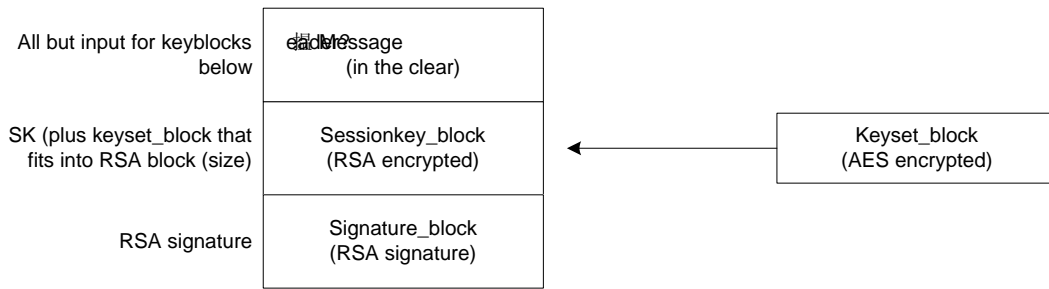 All but input for keyblocks
below
Message
(in the clear)
SK (plus keyset_block that
fits into RSA block (size)
Sessionkey_block
(RSA encrypted)
Keyset_block
(AES encrypted)
RSA signature
Signature_block
(RSA signature)